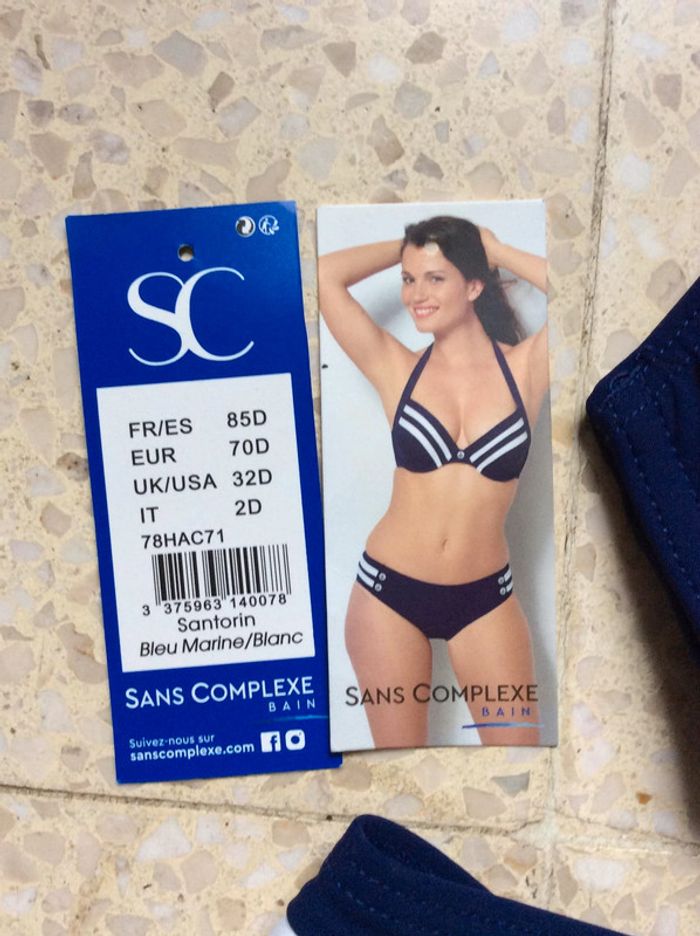 SC
FR/ES 85D
EUR 70D
UK/USA 32D
IT 2D
78HAC71
3 375963 140078
Santorin
Bleu Marine/Blanc
SANS COMPLEXE
BAIN
Suivez-nous sur
sanscomplexe.com
SANS COMPLEXE
BAIN